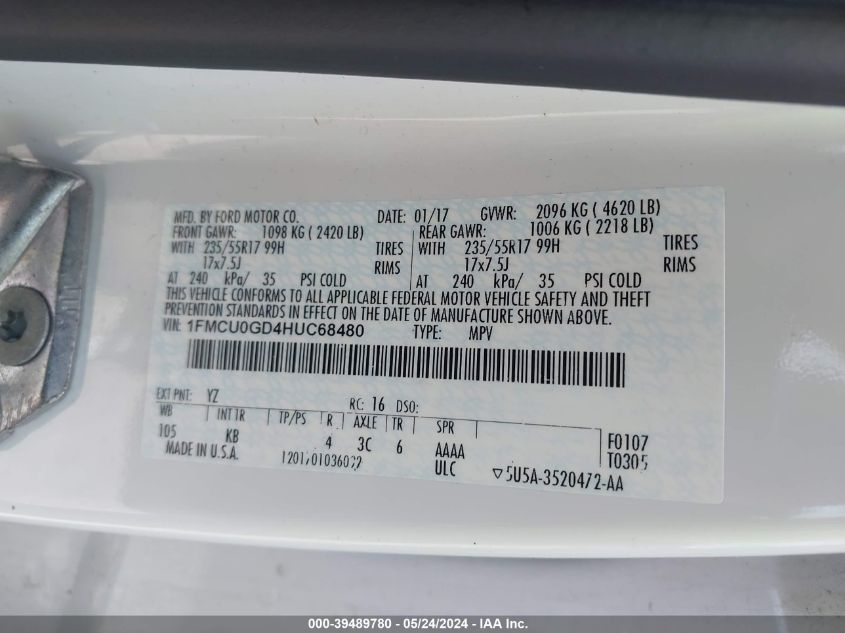 MFD. BY FORD MOTOR CO. DATE: 01/17 GVWR: 2096 KG ( 4620 LB)
FRONT GAWR: 1098 KG ( 2420 LB) REAR GAWR: 1006 KG ( 2218 LB)
WITH 235/55R17 99H TIRES WITH 235/55R17 99H TIRES
17x7.5J RIMS 17x7.5J RIMS
AT 240 kPa/ 35 PSI COLD AT 240 kPa/ 35 PSI COLD
THIS VEHICLE CONFORMS TO ALL APPLICABLE FEDERAL MOTOR VEHICLE SAFETY AND THEFT
PREVENTION STANDARDS IN EFFECT ON THE DATE OF MANUFACTURE SHOWN ABOVE.
VIN: 1FMCU0GD4HUC68480 TYPE: MPV
EXT PNT: YZ RC: 16 DSO:
WB INT TR TP/PS R AXLE TR SPR
105 KB 4 3C 6 AAAA F0107
MADE IN U.S.A. ULC T0305
5U5A-3520472-AA
000-39489780 - 05/24/2024 - IAA Inc.